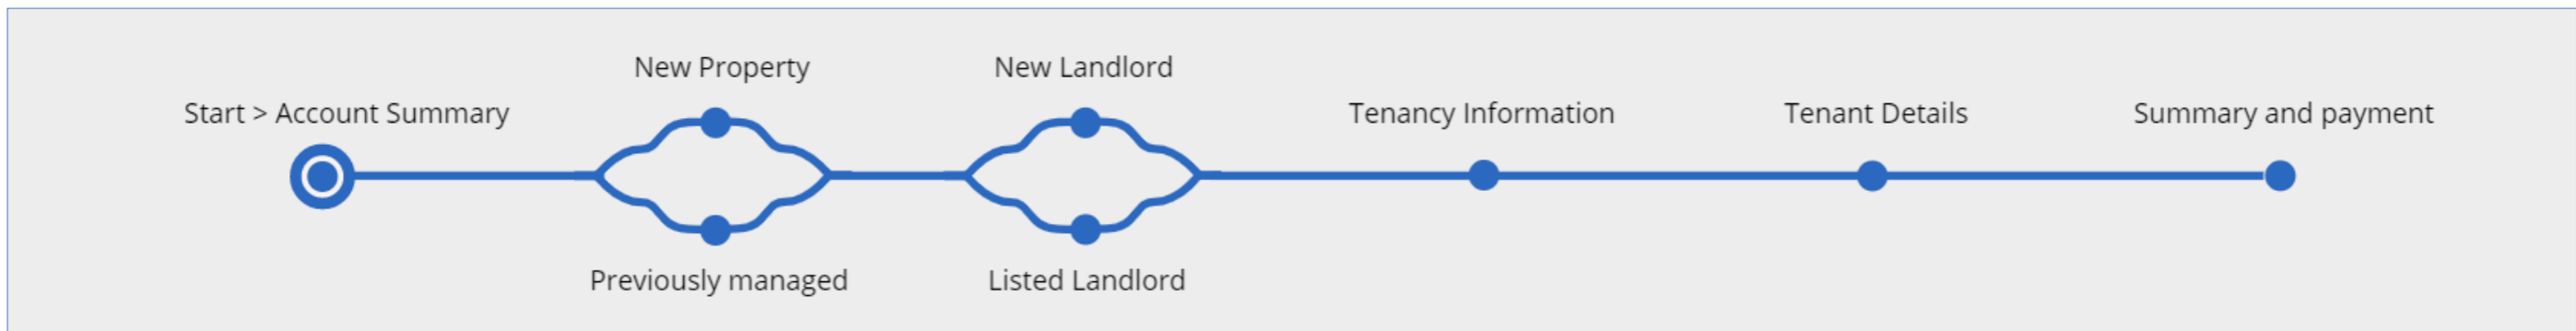 New Property
New Landlord
Start > Account Summary
Tenancy Information
Tenant Details
Summary and payment
Previously managed
Listed Landlord